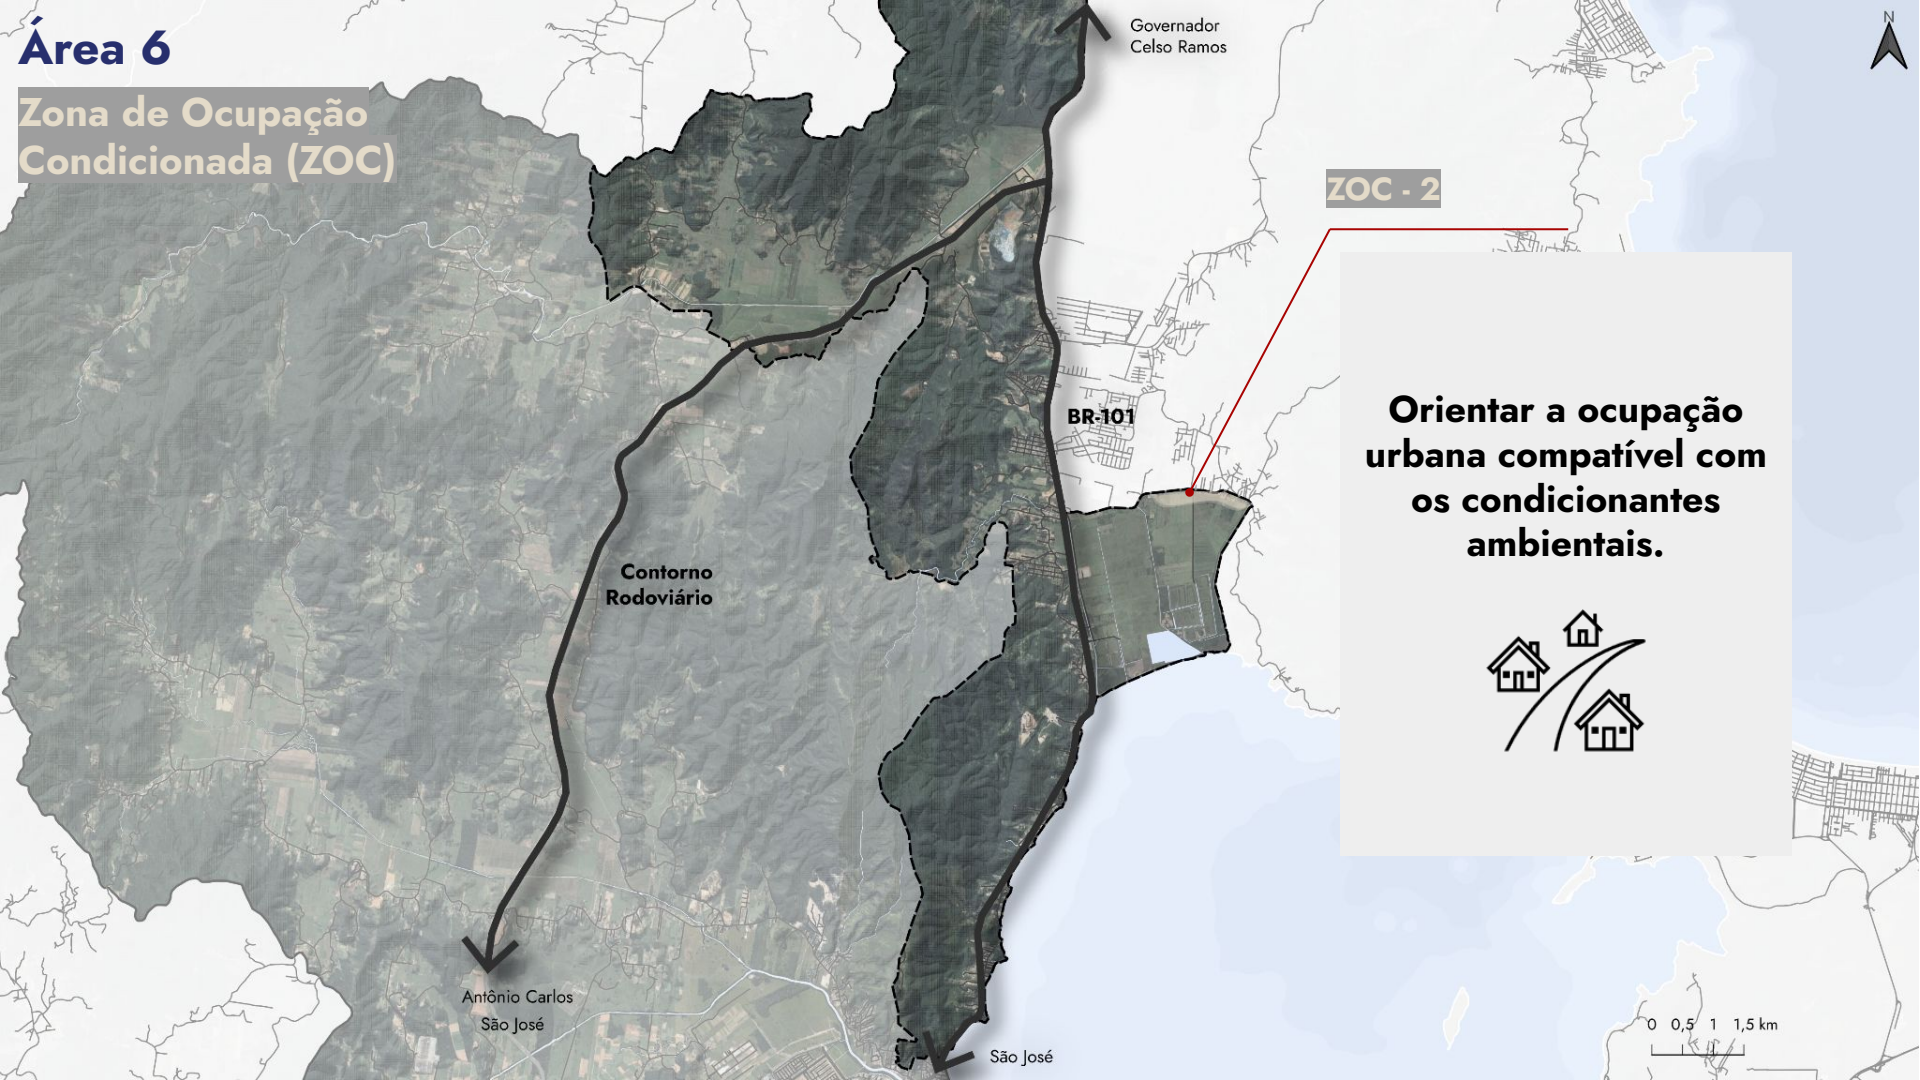 Área 6
Zona de Ocupação
Condicionada (ZOC)
Governador
Celso Ramos
N
ZOC - 2
BR-101
Orientar a ocupação
urbana compatível com
os condicionantes
ambientais.
Contorno
Rodoviário
Antônio Carlos
São José
São José
0 0,5 1 1,5 km